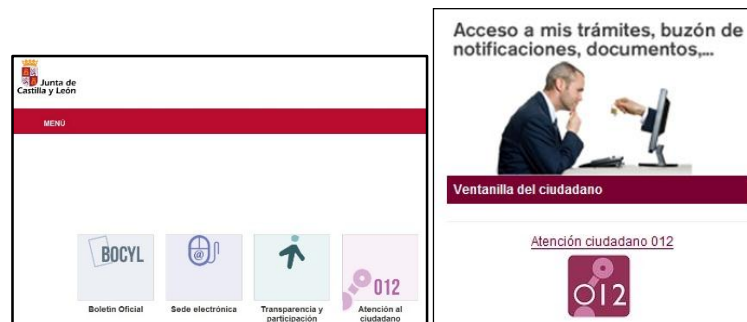 Junta de
Castilla y León
MENÚ
BOCYL
Boletín Oficial
@
Sede electrónica
Transparencia y
participación
012
Atención al
ciudadano
Acceso a mis trámites, buzón de
notificaciones, documentos,...
Ventanilla del ciudadano
Atención ciudadano 012
012